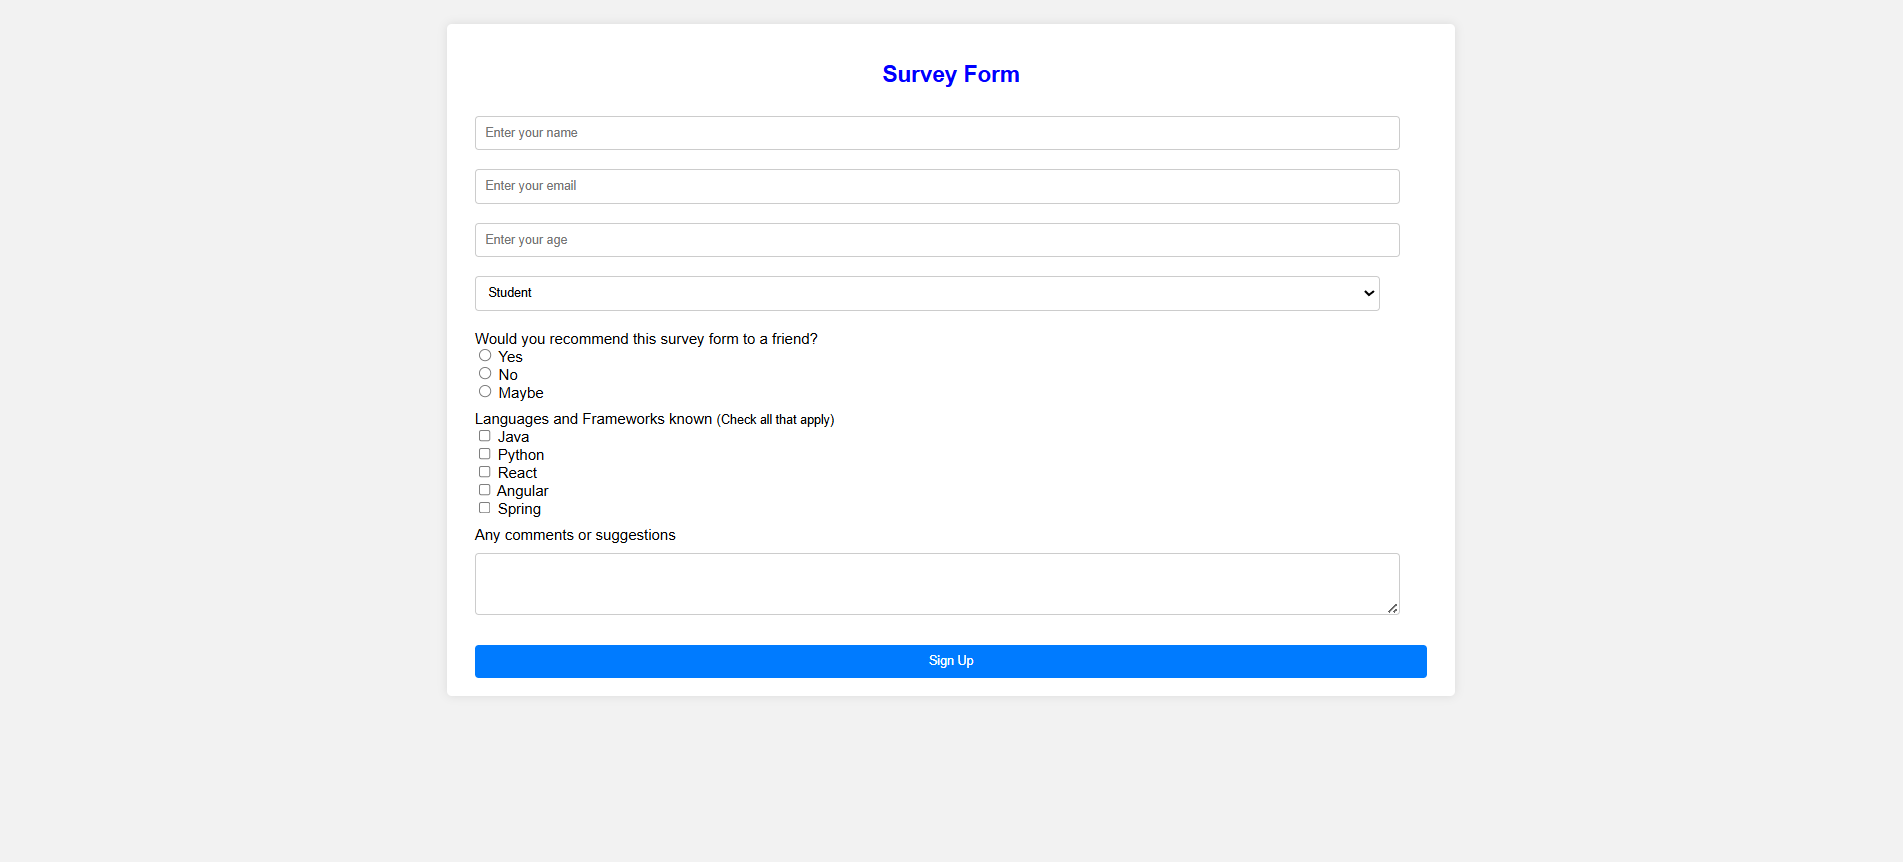 Survey Form
Enter your name
Enter your email
Enter your age
Student
Would you recommend this survey form to a friend?
Yes
No
Maybe
Languages and Frameworks known (Check all that apply)
Java
Python
React
Angular
Spring
Any comments or suggestions
Sign Up